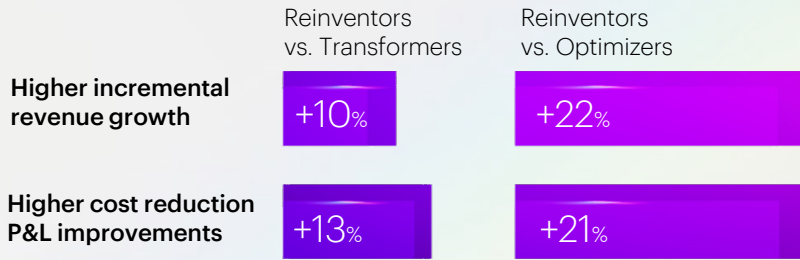 Reinventors
vs. Transformers
Reinventors
vs. Optimizers
Higher incremental
revenue growth
+10%
+22%
Higher cost reduction
P&L improvements
+13%
+21%